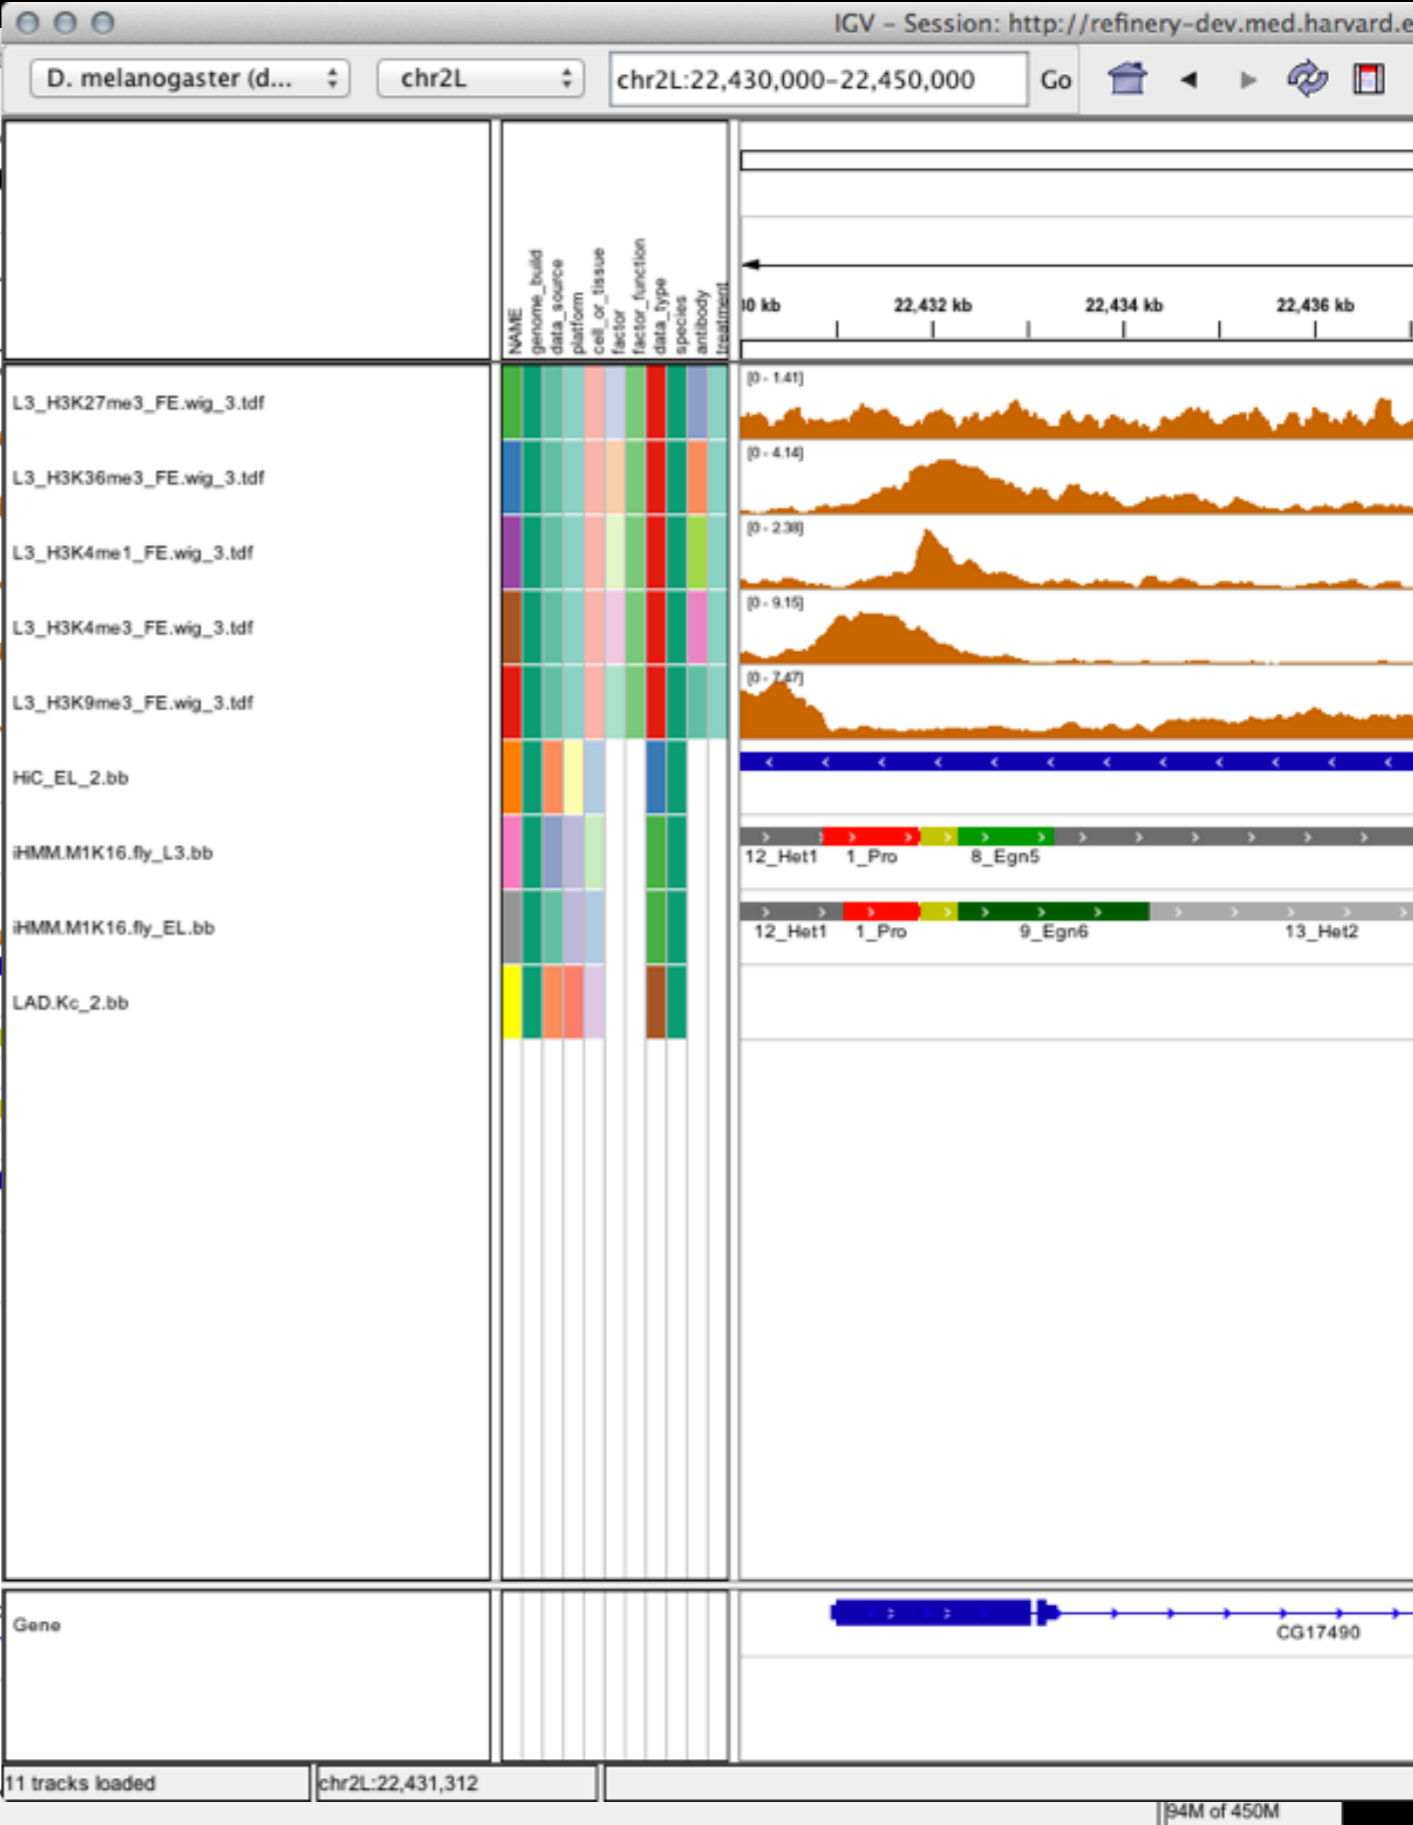 IGV – Session: http://refinery-dev.med.harvard.e
D. melanogaster (d... chr2L chr2L:22,430,000-22,450,000 Go
NAME
genome_build
data_source
platform
cell_or_tissue
factor
factor_function
data_type
species
antibody
treatment
30 kb 22,432 kb 22,434 kb 22,436 kb
L3_H3K27me3_FE.wig_3.tdf [0 - 1.41]
L3_H3K36me3_FE.wig_3.tdf [0 - 4.14]
L3_H3K4me1_FE.wig_3.tdf [0 - 2.38]
L3_H3K4me3_FE.wig_3.tdf [0 - 9.15]
L3_H3K9me3_FE.wig_3.tdf [0 - 7.47]
HiC_EL_2.bb
iHMM.M1K16.fly_L3.bb 12_Het1 1_Pro 8_Egn5
iHMM.M1K16.fly_EL.bb 12_Het1 1_Pro 9_Egn6 13_Het2
LAD.Kc_2.bb
Gene CG17490
11 tracks loaded chr2L:22,431,312
94M of 450M